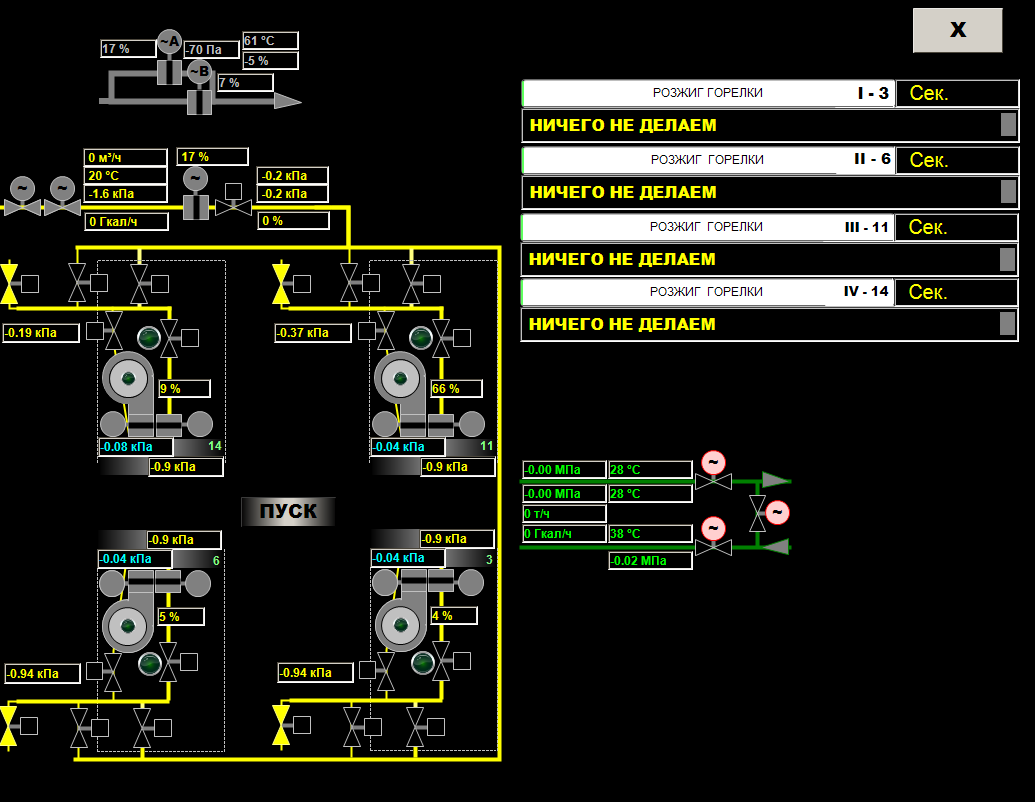 X
~A
61 °C
17 %
-70 Па
-5 %
~B
7 %
РОЗЖИГ ГОРЕЛКИ I - 3 Сек.
НИЧЕГО НЕ ДЕЛАЕМ
РОЗЖИГ ГОРЕЛКИ II - 6 Сек.
НИЧЕГО НЕ ДЕЛАЕМ
РОЗЖИГ ГОРЕЛКИ III - 11 Сек.
НИЧЕГО НЕ ДЕЛАЕМ
РОЗЖИГ ГОРЕЛКИ IV - 14 Сек.
НИЧЕГО НЕ ДЕЛАЕМ
0 м³/ч
17 %
20 °C
-0.2 кПа
~ ~
-1.6 кПа
~
-0.2 кПа
0 Гкал/ч
0 %
-0.19 кПа
-0.37 кПа
9 %
66 %
-0.08 кПа 14
-0.04 кПа 11
-0.9 кПа
-0.9 кПа
ПУСК
-0.9 кПа
-0.9 кПа
-0.04 кПа 6
-0.04 кПа 3
5 %
4 %
-0.94 кПа
-0.94 кПа
~
-0.00 МПа 28 °C
-0.00 МПа 28 °C
0 т/ч
~
0 Гкал/ч 38 °C
~
-0.02 МПа